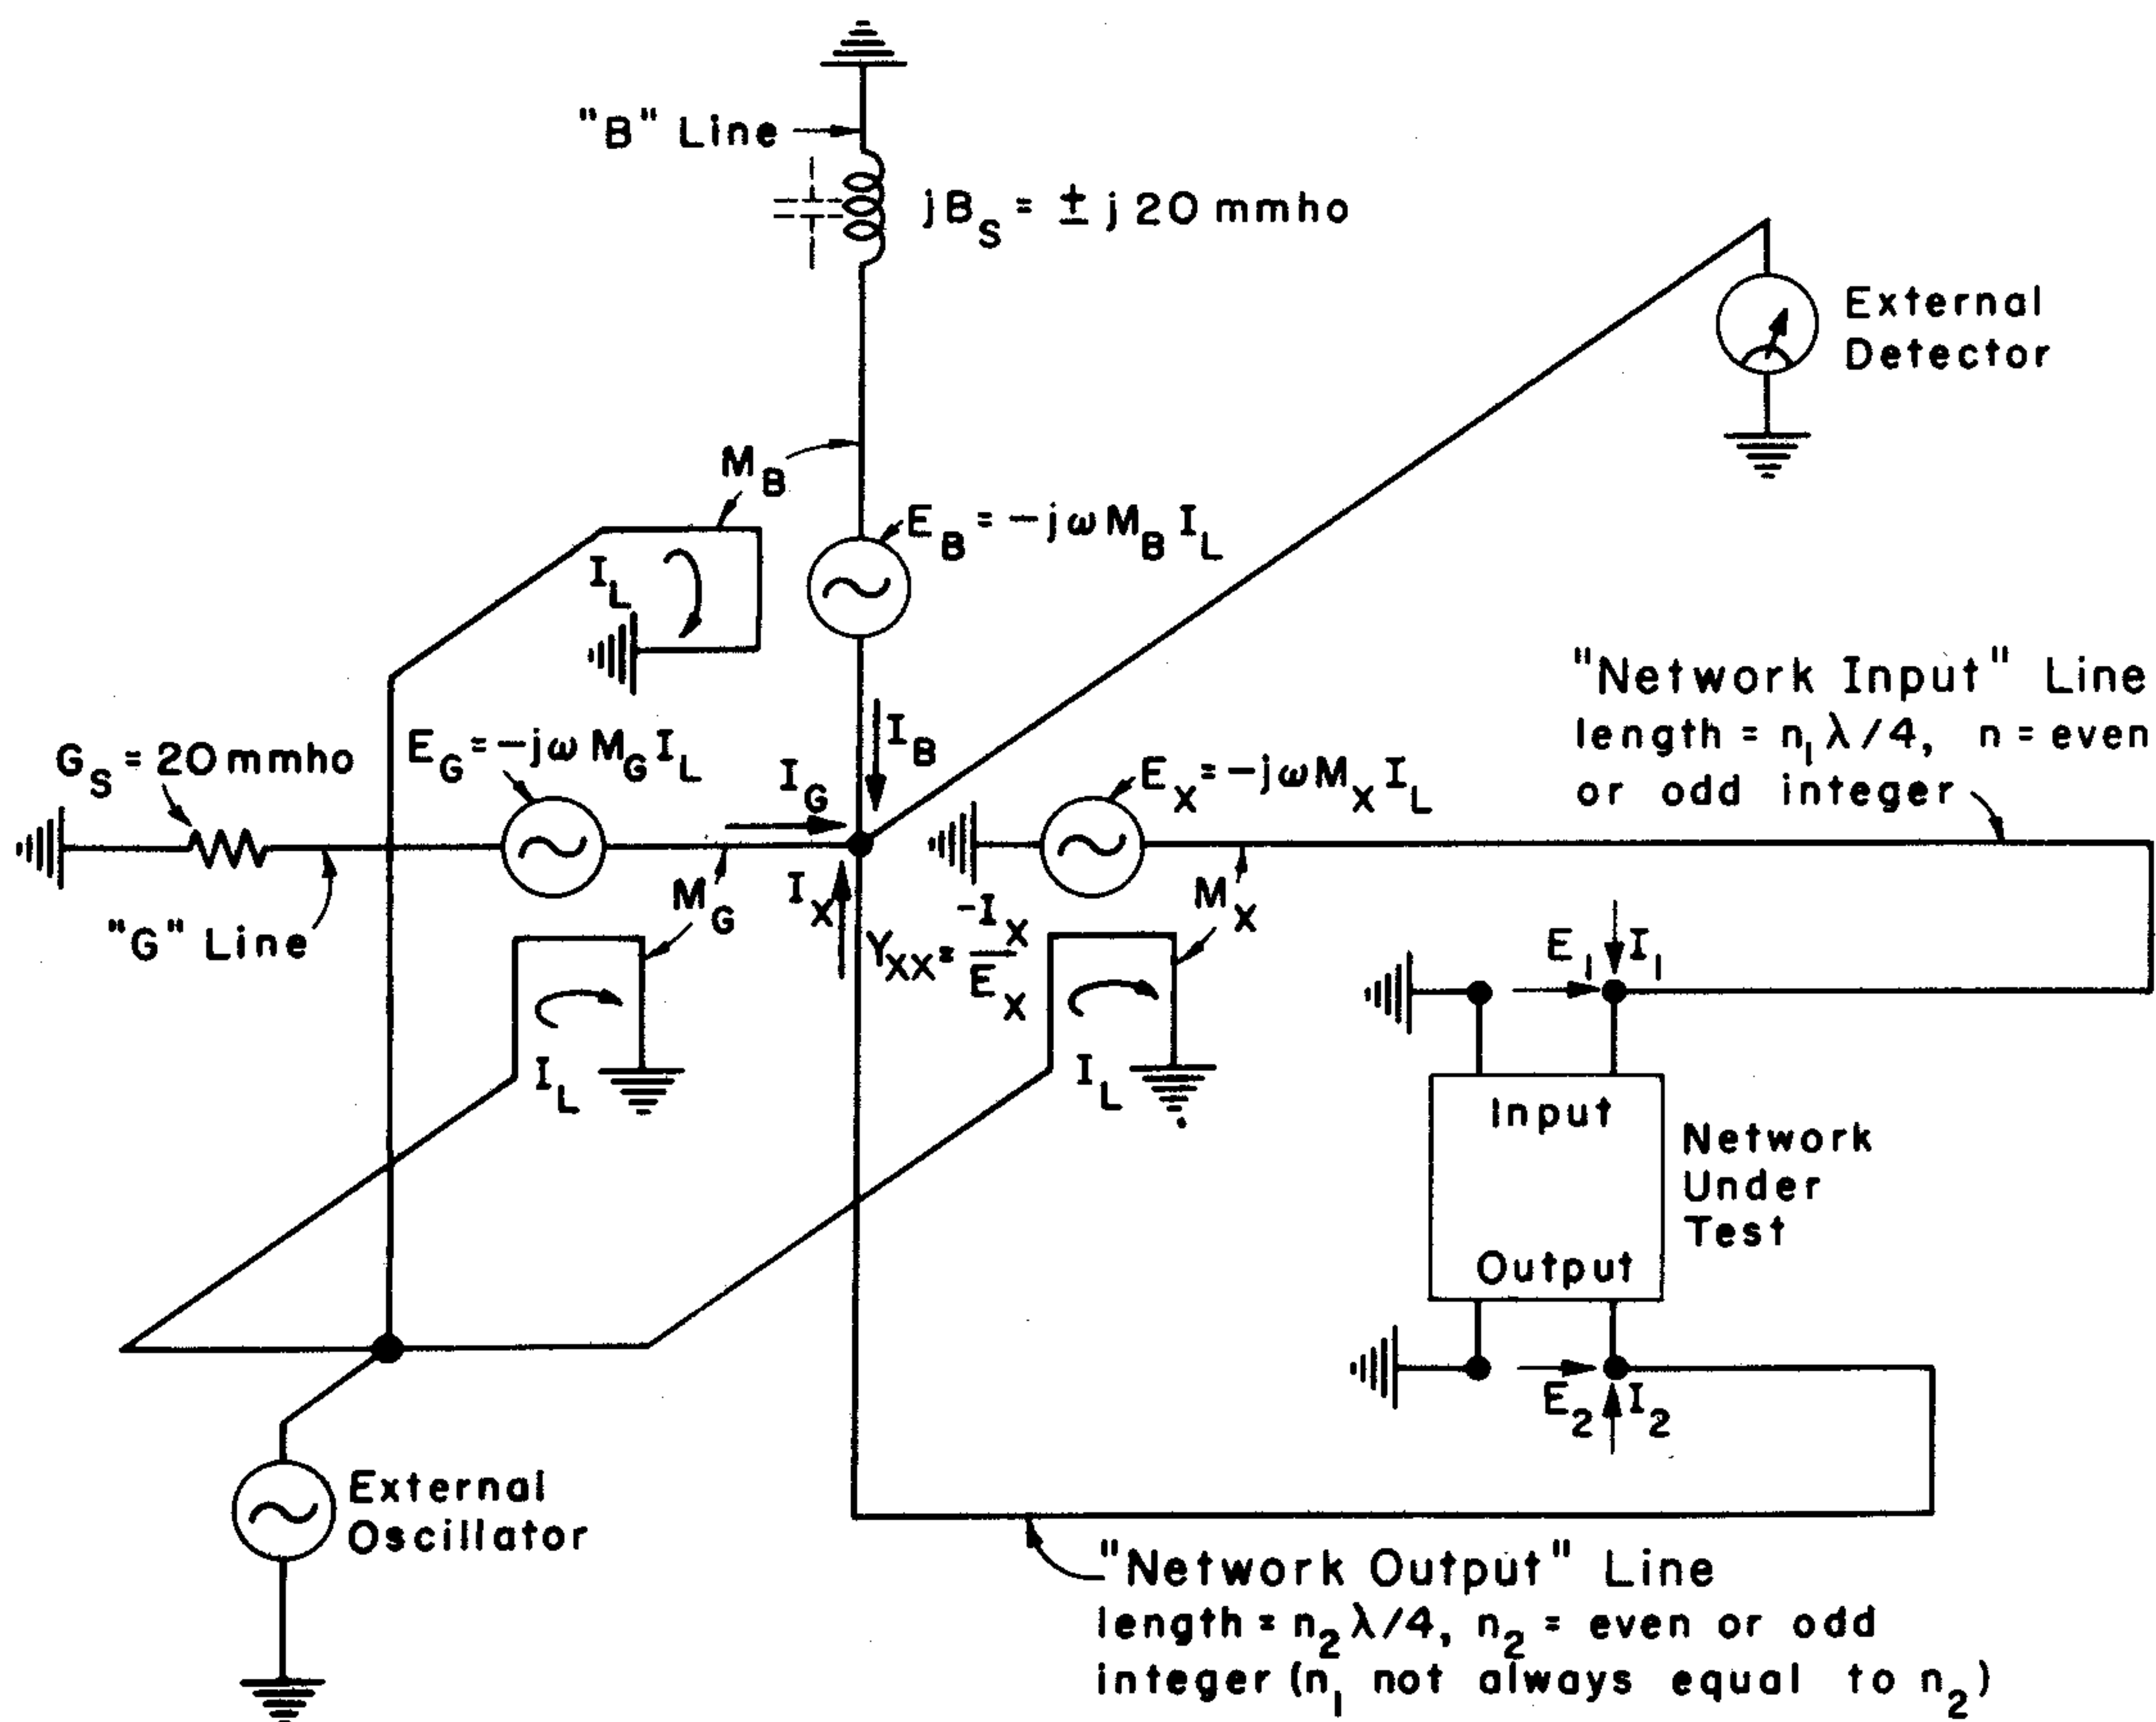 "B" Line
jB_S = ± j 20 mmho
External
Detector
M_B
E_B = -jωM_B I_L
I_L
"Network Input" Line
length = n_1 λ/4, n = even
or odd integer
I_B
G_S = 20 mmho
E_G = -jωM_G I_L
I_G
E_X = -jωM_X I_L
"G" Line
M_G
I_X
Y_XX = -I_X / E_X
M_X
E_1
I_1
I_L
I_L
Input
Network
Under
Test
Output
E_2
I_2
External
Oscillator
"Network Output" Line
length = n_2 λ/4, n_2 = even or odd
integer (n_1 not always equal to n_2)